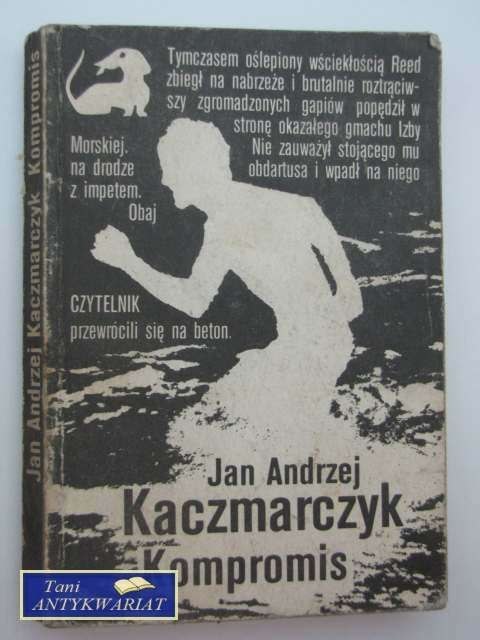 Tymczasem oślepiony wściekłością Reed
zbiegł na nabrzeże i brutalnie roztrąciw-
szy zgromadzonych gapiów popędził w
stronę okazałego gmachu Izby
Morskiej. Nie zauważył stojącego mu
na drodze obdartusa i wpadł na niego
z impetem.
Obaj
CZYTELNIK
przewrócili się na beton.
Jan Andrzej
Kaczmarczyk
Kompromis
Jan Andrzej Kaczmarczyk Kompromis
Tani
ANTYKWARIAT